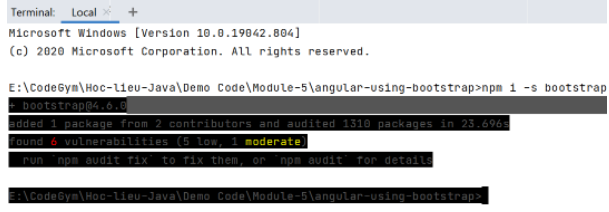 Terminal: Local × +
Microsoft Windows [Version 10.0.19042.804]
(c) 2020 Microsoft Corporation. All rights reserved.
E:\CodeGym\Hoc-lieu-Java\Demo Code\Module-5\angular-using-bootstrap>npm i -s bootstrap
+ bootstrap@4.6.0
added 1 package from 2 contributors and audited 1310 packages in 23.696s
found 6 vulnerabilities (5 low, 1 moderate)
run `npm audit fix` to fix them, or `npm audit` for details
E:\CodeGym\Hoc-lieu-Java\Demo Code\Module-5\angular-using-bootstrap>